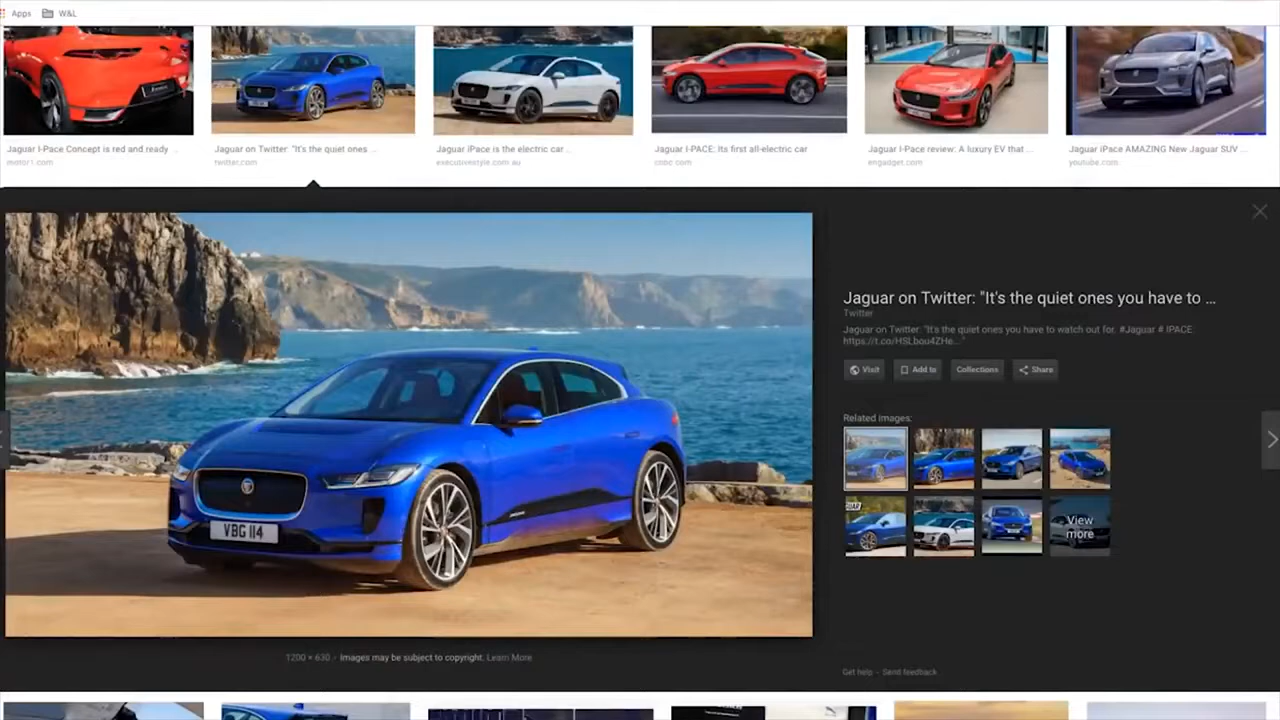 Apps W&L
Jaguar I-Pace Concept is red and ready ...
motor1.com
Jaguar on Twitter: "It's the quiet ones ...
twitter.com
Jaguar iPace is the electric car ...
executivestyle.com.au
Jaguar I-PACE: Its first all-electric car
cnbc.com
Jaguar I-Pace review: A luxury EV that ...
engadget.com
Jaguar iPace AMAZING New Jaguar SUV ...
youtube.com
Jaguar on Twitter: "It's the quiet ones you have to ...
Twitter
Jaguar on Twitter: "It's the quiet ones you have to watch out for. #Jaguar # IPACE
https://t.co/HSLbou4ZHe..."
Visit Add to Collections Share
Related images:
View
more
VBG 114
1200 × 630 - Images may be subject to copyright. Learn More
Get help - Send feedback